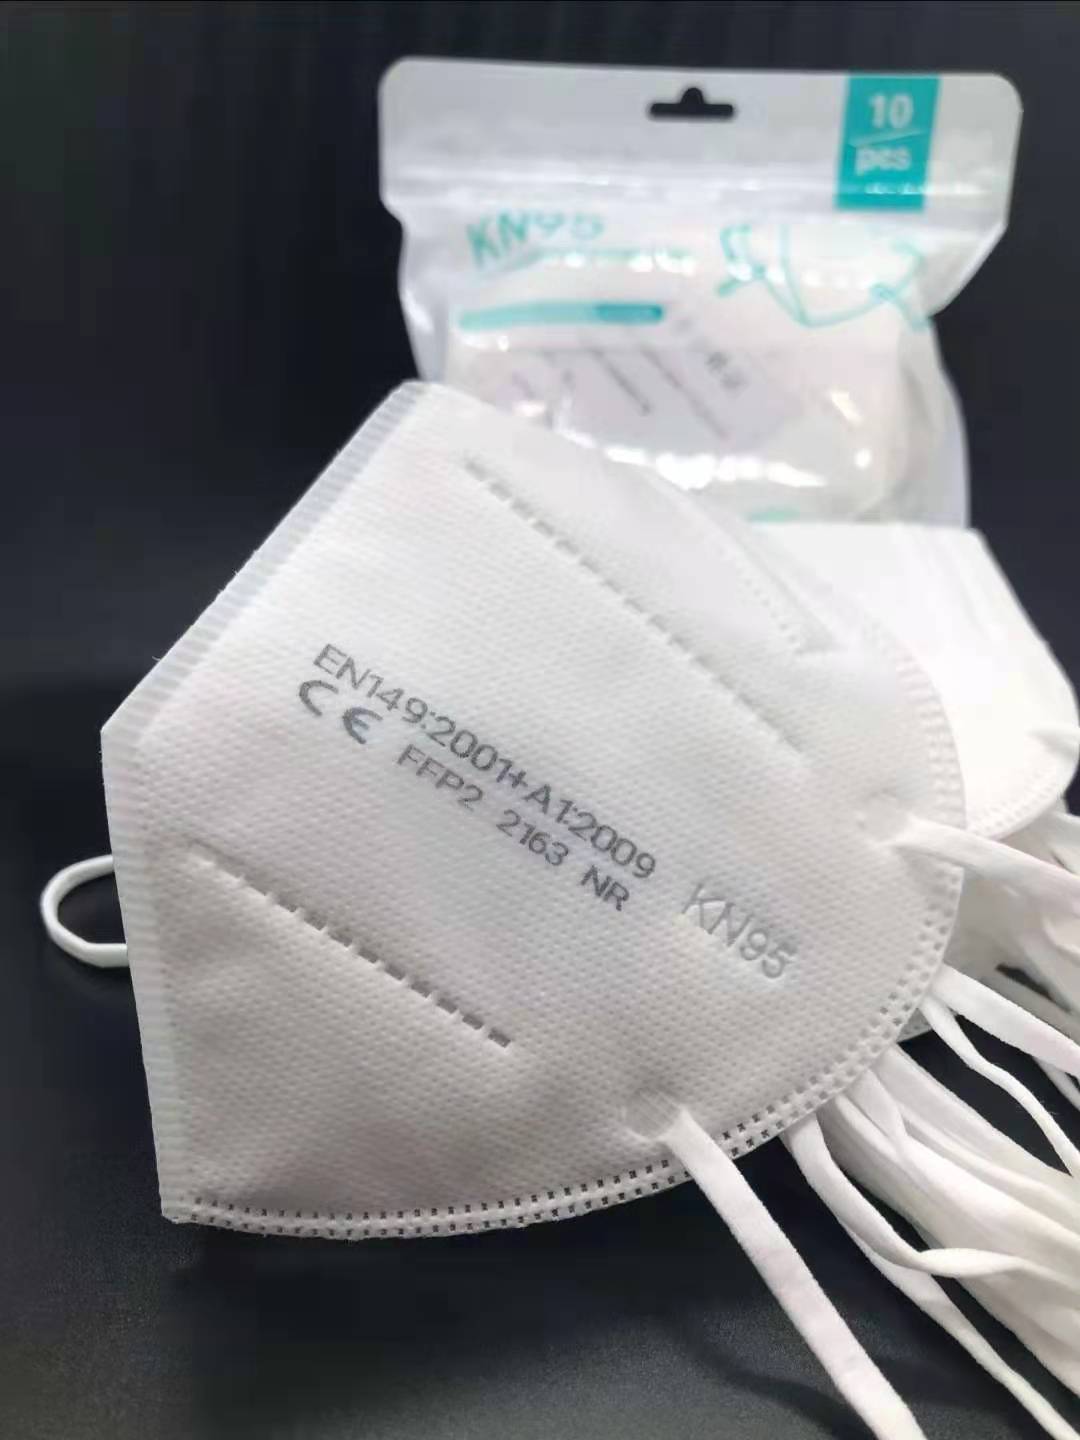 10
pcs
KN95
EN149:2001+A1:2009
CE FFP2 2163 NR
KN95